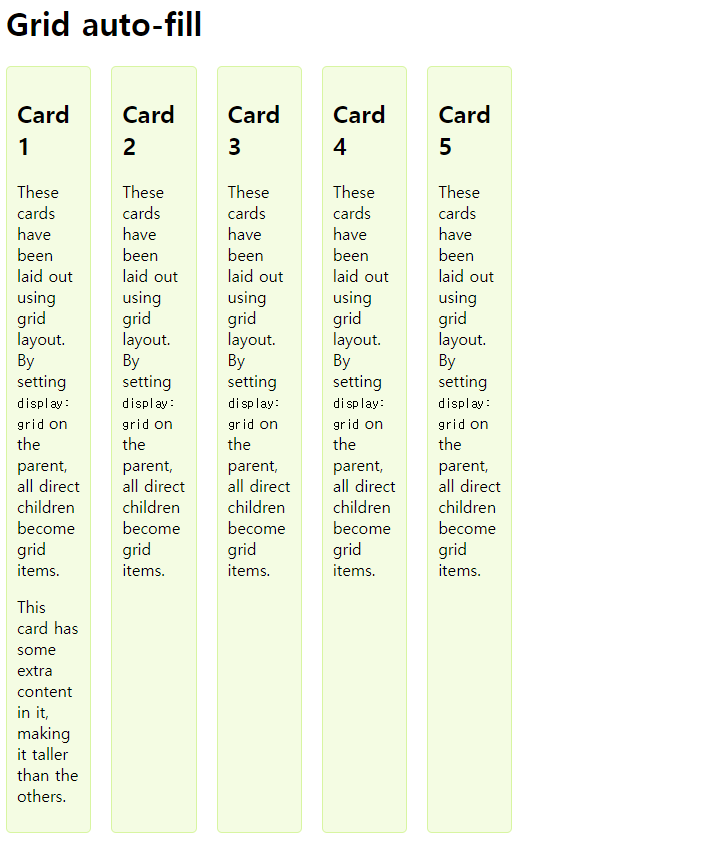 Grid auto-fill
Card
1
These
cards
have
been
laid out
using
grid
layout.
By
setting
display:
grid on
the
parent,
all direct
children
become
grid
items.
This
card has
some
extra
content
in it,
making
it taller
than the
others.
Card
2
These
cards
have
been
laid out
using
grid
layout.
By
setting
display:
grid on
the
parent,
all direct
children
become
grid
items.
Card
3
These
cards
have
been
laid out
using
grid
layout.
By
setting
display:
grid on
the
parent,
all direct
children
become
grid
items.
Card
4
These
cards
have
been
laid out
using
grid
layout.
By
setting
display:
grid on
the
parent,
all direct
children
become
grid
items.
Card
5
These
cards
have
been
laid out
using
grid
layout.
By
setting
display:
grid on
the
parent,
all direct
children
become
grid
items.